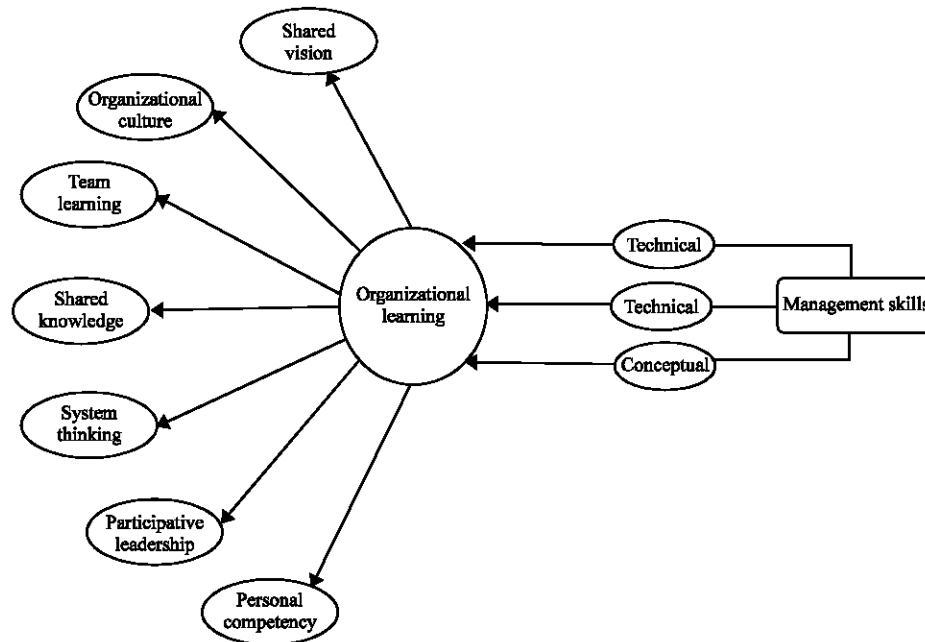 Shared
vision
Organizational
culture
Team
learning
Shared
knowledge
System
thinking
Participative
leadership
Personal
competency
Organizational
learning
Technical
Technical
Conceptual
Management skills